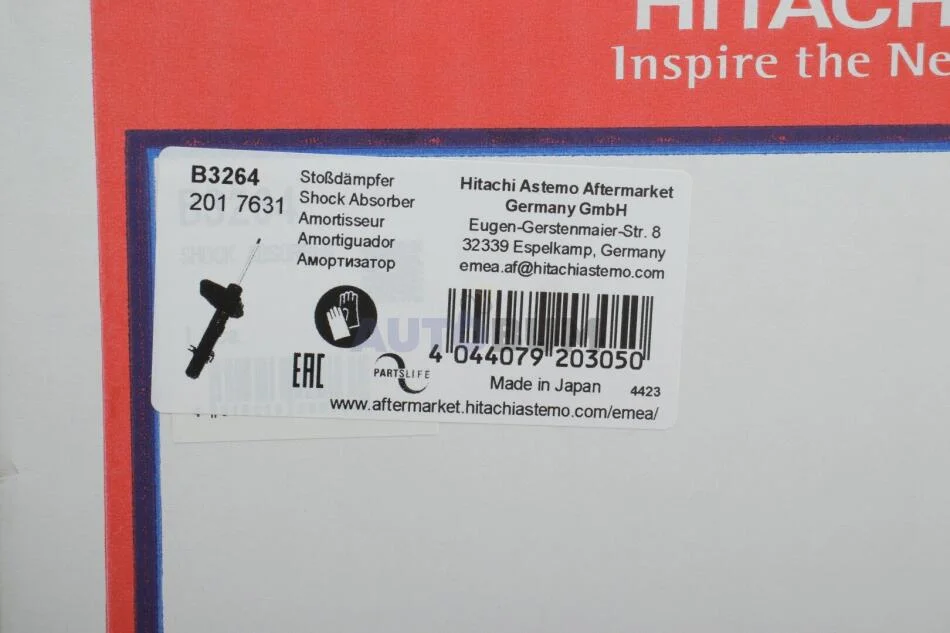 HITACH
Inspire the Ne
B3264
201 7631
Stoßdämpfer
Shock Absorber
Amortisseur
Amortiguador
Амортизатор
Hitachi Astemo Aftermarket
Germany GmbH
Eugen-Gerstenmaier-Str. 8
32339 Espelkamp, Germany
emea.af@hitachiastemo.com
4 044079 203050
EAC
PARTSLIFE
Made in Japan
4423
www.aftermarket.hitachiastemo.com/emea/